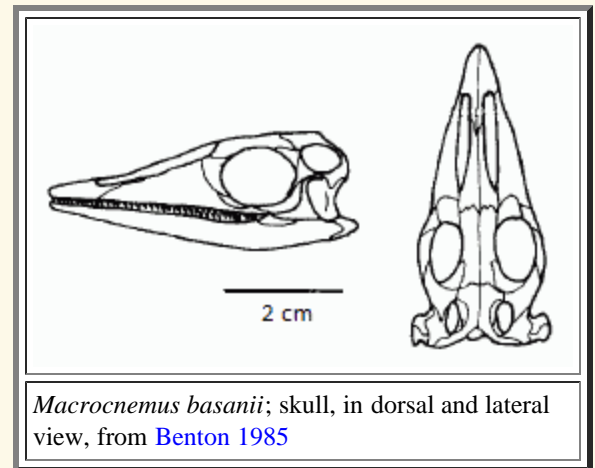 2 cm
Macrocnemus basanii; skull, in dorsal and lateral
view, from Benton 1985